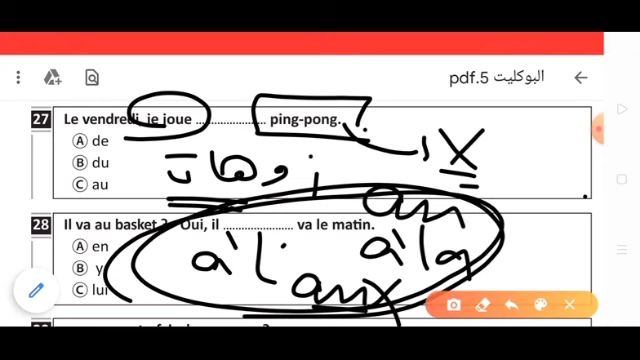 البوكليت 5.pdf
27 Le vendredi, je joue .................... ping-pong.
A de
B du
C au
au
28 Il va au basket ? Oui, il .................... va le matin.
à l' à la
A en
B y
aux
C lui